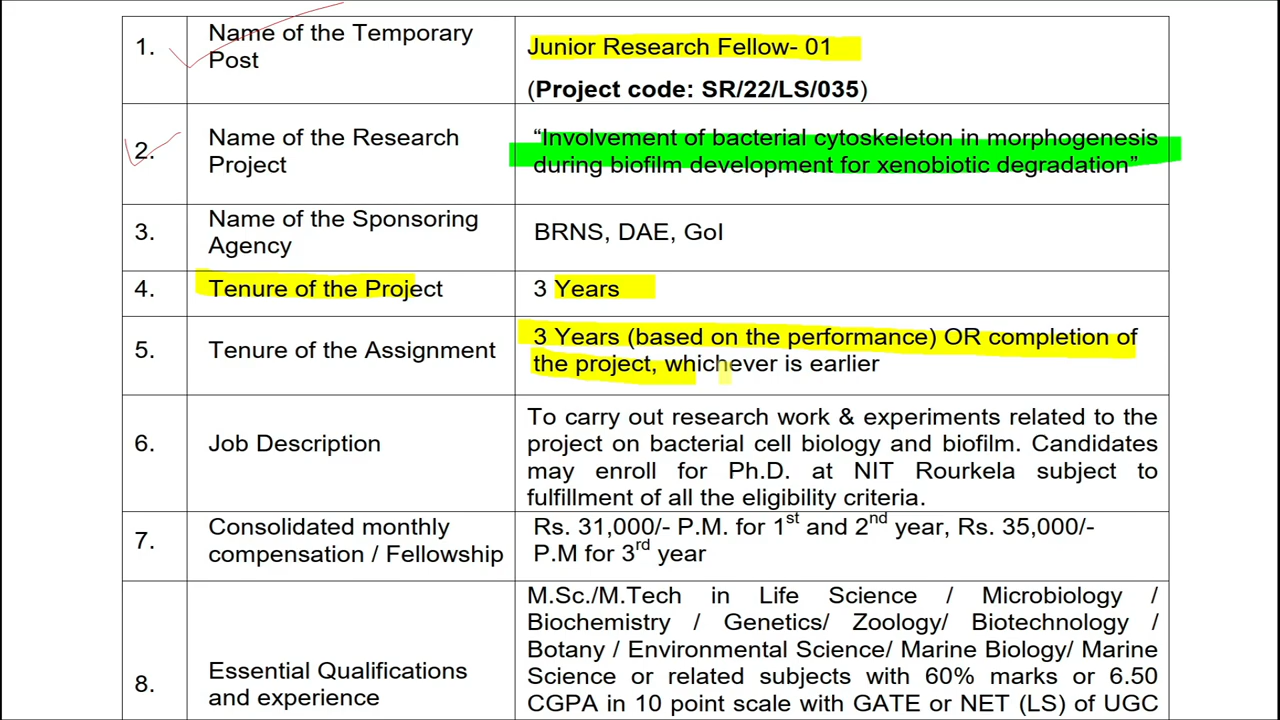 1.
Name of the Temporary
Post
Junior Research Fellow- 01
(Project code: SR/22/LS/035)
2.
Name of the Research
Project
“Involvement of bacterial cytoskeleton in morphogenesis
during biofilm development for xenobiotic degradation”
3.
Name of the Sponsoring
Agency
BRNS, DAE, GoI
4.
Tenure of the Project
3 Years
5.
Tenure of the Assignment
3 Years (based on the performance) OR completion of
the project, whichever is earlier
6.
Job Description
To carry out research work & experiments related to the
project on bacterial cell biology and biofilm. Candidates
may enroll for Ph.D. at NIT Rourkela subject to
fulfillment of all the eligibility criteria.
7.
Consolidated monthly
compensation / Fellowship
Rs. 31,000/- P.M. for 1st and 2nd year, Rs. 35,000/-
P.M for 3rd year
8.
Essential Qualifications
and experience
M.Sc./M.Tech in Life Science / Microbiology /
Biochemistry / Genetics/ Zoology/ Biotechnology /
Botany / Environmental Science/ Marine Biology/ Marine
Science or related subjects with 60% marks or 6.50
CGPA in 10 point scale with GATE or NET (LS) of UGC